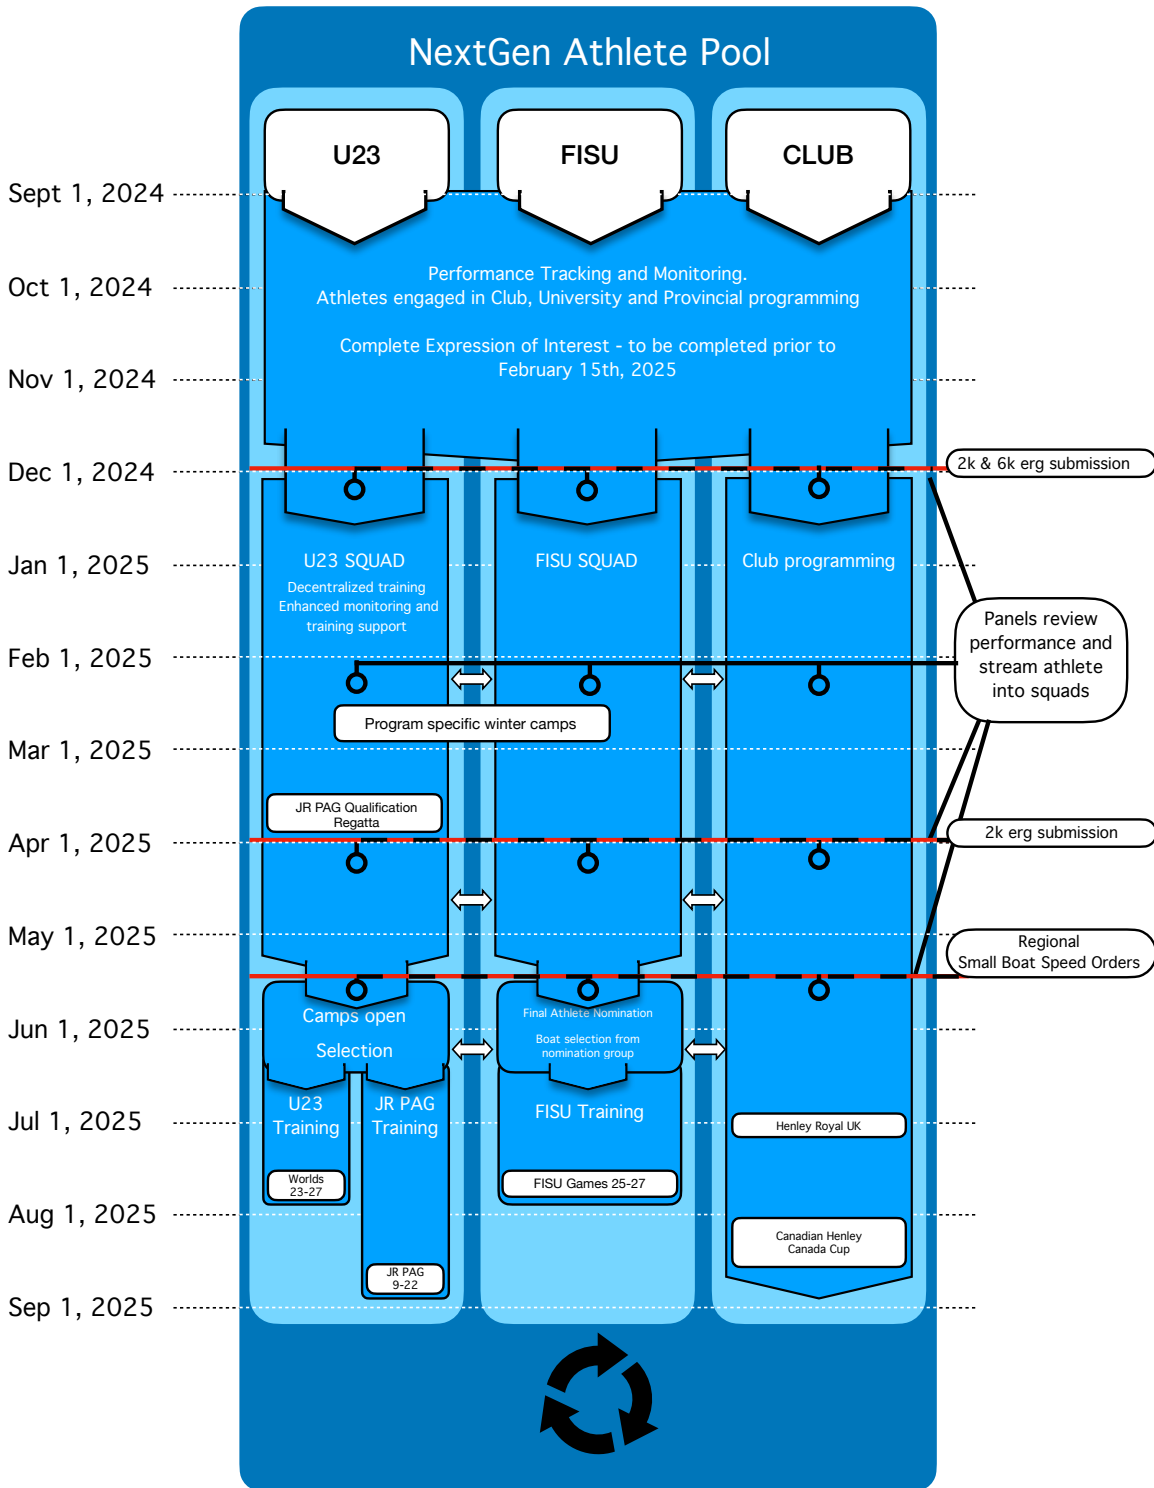 NextGen Athlete Pool
U23
FISU
CLUB
Sept 1, 2024
Oct 1, 2024
Performance Tracking and Monitoring.
Athletes engaged in Club, University and Provincial programming
Complete Expression of Interest - to be completed prior to
February 15th, 2025
Nov 1, 2024
Dec 1, 2024
2k & 6k erg submission
Jan 1, 2025
U23 SQUAD
Decentralized training
Enhanced monitoring and
training support
FISU SQUAD
Club programming
Panels review
performance and
stream athlete
into squads
Feb 1, 2025
Program specific winter camps
Mar 1, 2025
JR PAG Qualification
Regatta
Apr 1, 2025
2k erg submission
May 1, 2025
Regional
Small Boat Speed Orders
Jun 1, 2025
Camps open
Selection
Final Athlete Nomination
Boat selection from
nomination group
Jul 1, 2025
U23
Training
JR PAG
Training
FISU Training
Henley Royal UK
Worlds
23-27
FISU Games 25-27
Aug 1, 2025
Canadian Henley
Canada Cup
JR PAG
9-22
Sep 1, 2025